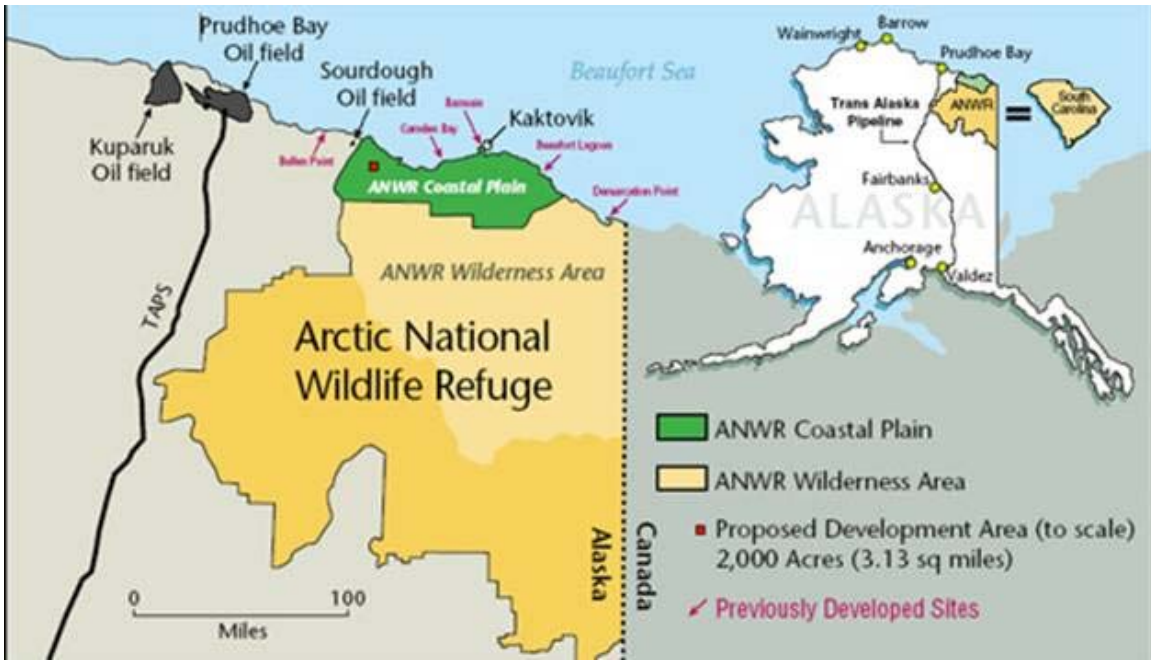 Prudhoe Bay
Oil field
Sourdough
Oil field
Kuparuk
Oil field
Beaufort Sea
Barrow
Wainwright
Prudhoe Bay
ANWR
=
South
Carolina
Trans Alaska
Pipeline
Fairbanks
ALASKA
Anchorage
Valdez
Bullen Point
Camden Bay
Kaktovik
Beaufort Lagoon
Demarcation Point
ANWR Coastal Plain
ANWR Wilderness Area
Arctic National
Wildlife Refuge
TAPS
Alaska
Canada
0 100
Miles
ANWR Coastal Plain
ANWR Wilderness Area
Proposed Development Area (to scale)
2,000 Acres (3.13 sq miles)
Previously Developed Sites